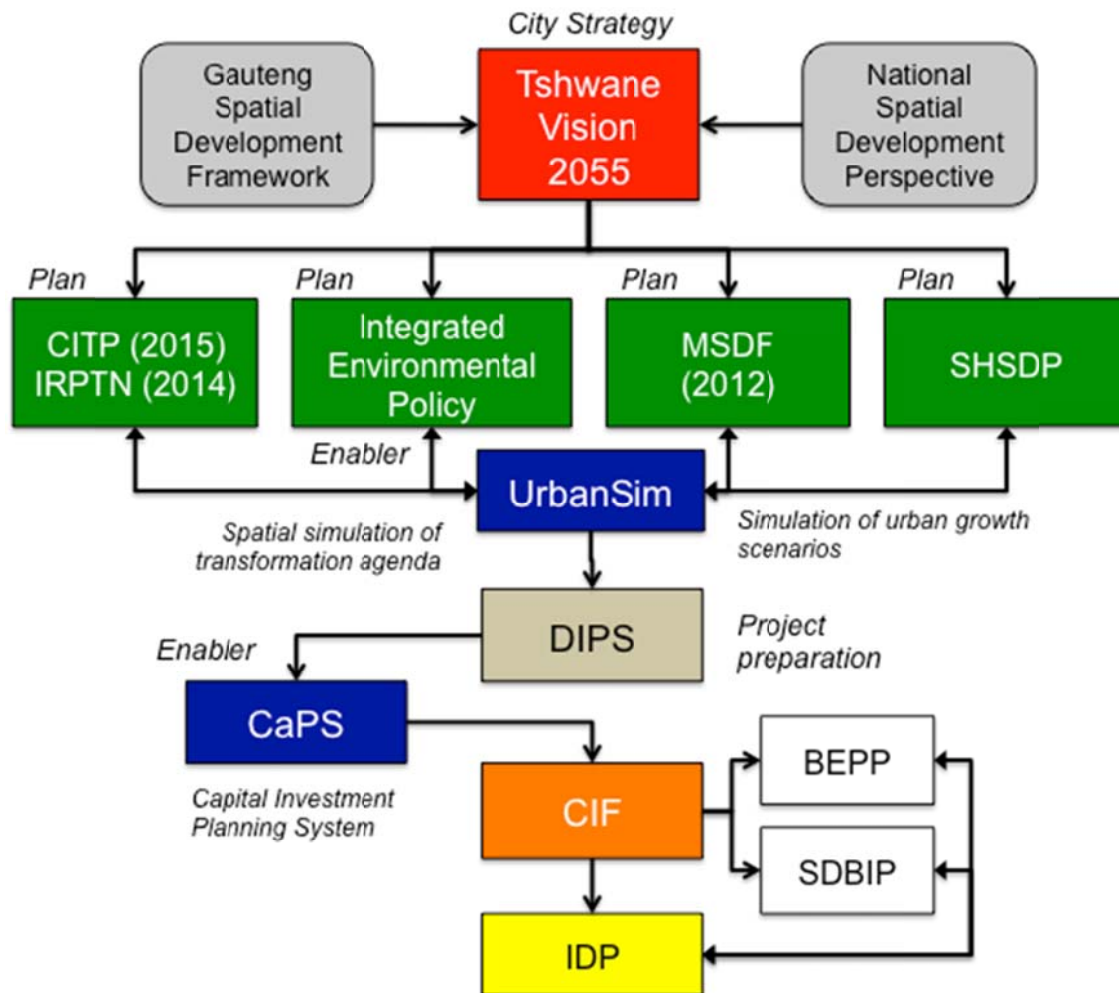 City Strategy
Gauteng
Spatial
Development
Framework
Tshwane
Vision
2055
National
Spatial
Development
Perspective
Plan
Plan
Plan
Plan
CITP (2015)
IRPTN (2014)
Integrated
Environmental
Policy
MSDF
(2012)
SHSDP
Enabler
UrbanSim
Spatial simulation of
transformation agenda
Simulation of urban growth
scenarios
DIPS
Project
preparation
Enabler
CaPS
Capital Investment
Planning System
CIF
BEPP
SDBIP
IDP